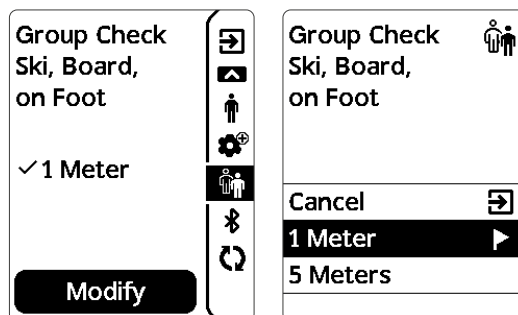 Group Check
Ski, Board,
on Foot
✓1 Meter
Modify
Group Check
Ski, Board,
on Foot
Cancel
1 Meter
5 Meters